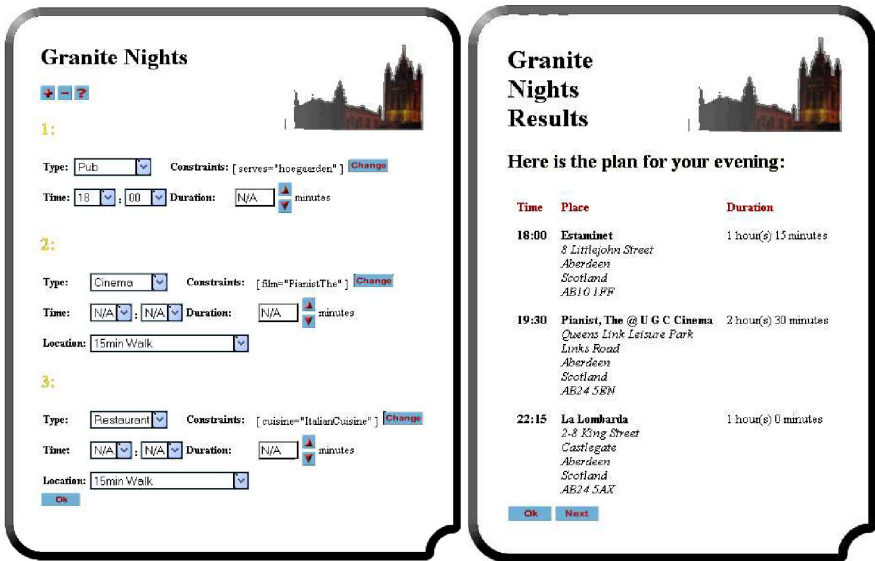 Granite Nights
+ - ?
1:
Type: Pub Constraints: [ serves="hoegaarden" ] Change
Time: 18 : 00 Duration: N/A minutes
2:
Type: Cinema Constraints: [film="PianistThe" ] Change
Time: N/A : N/A Duration: N/A minutes
Location: 15min Walk
3:
Type: Restaurant Constraints: [ cuisine="ItalianCuisine" ] Change
Time: N/A : N/A Duration: N/A minutes
Location: 15min Walk
Ok
Granite
Nights
Results
Here is the plan for your evening:
Time Place Duration
18:00 Estaminet 1 hour(s) 15 minutes
8 Littlejohn Street
Aberdeen
Scotland
AB10 1FF
19:30 Pianist, The @ U G C Cinema 2 hour(s) 30 minutes
Queens Link Leisure Park
Links Road
Aberdeen
Scotland
AB24 5EN
22:15 La Lombarda 1 hour(s) 0 minutes
2-8 King Street
Castlegate
Aberdeen
Scotland
AB24 5AX
Ok Next